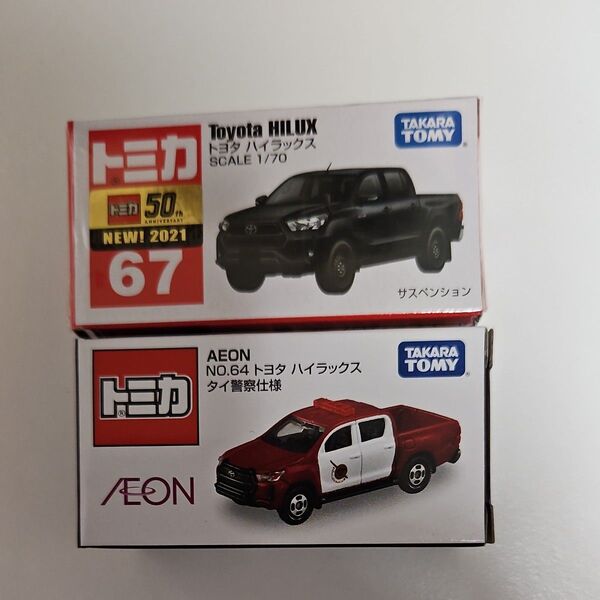 トミカ
トミカ 50th
ANNIVERSARY
NEW! 2021
67
Toyota HILUX
トヨタ ハイラックス
SCALE 1/70
TAKARA
TOMY
サスペンション
トミカ
ÆON
AEON
NO.64 トヨタ ハイラックス
タイ警察仕様
TAKARA
TOMY